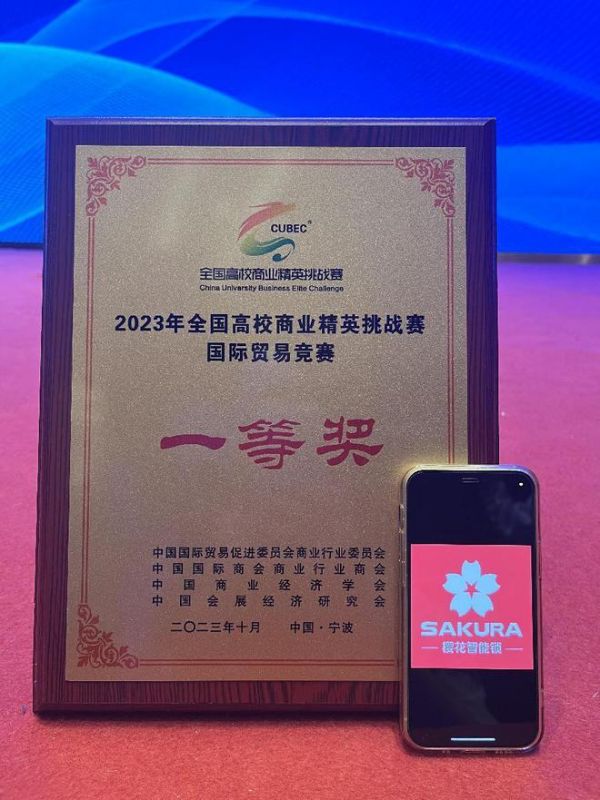 CUBEC®
全国高校商业精英挑战赛
China University Business Elite Challenge
2023年全国高校商业精英挑战赛
国际贸易竞赛
一等奖
中国国际贸易促进委员会商业行业委员会
中国国际商会商业行业商会
中国商业经济学会
中国会展经济研究会
二〇二三年十月 中国·宁波
SAKURA
樱花智能锁